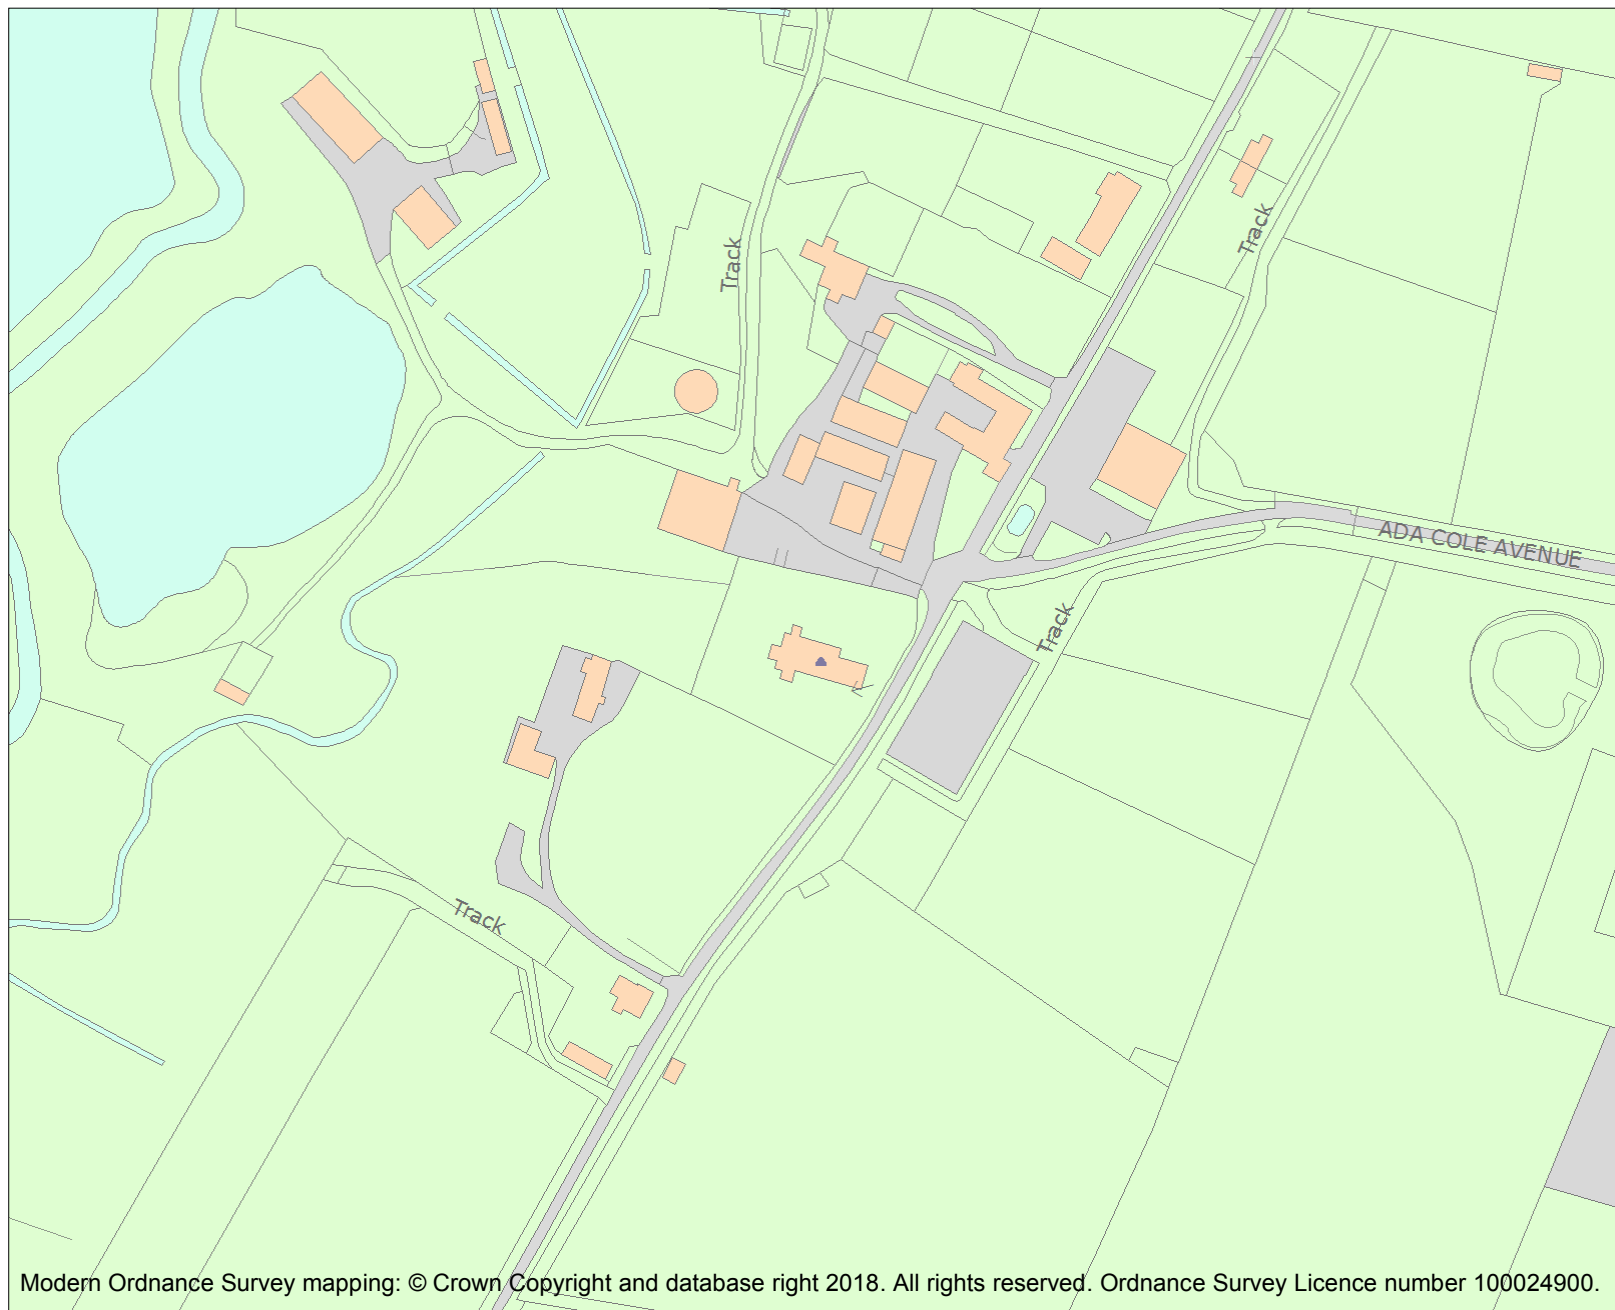 Track
Track
ADA COLE AVENUE
Track
Track
Modern Ordnance Survey mapping: © Crown Copyright and database right 2018. All rights reserved. Ordnance Survey Licence number 100024900.